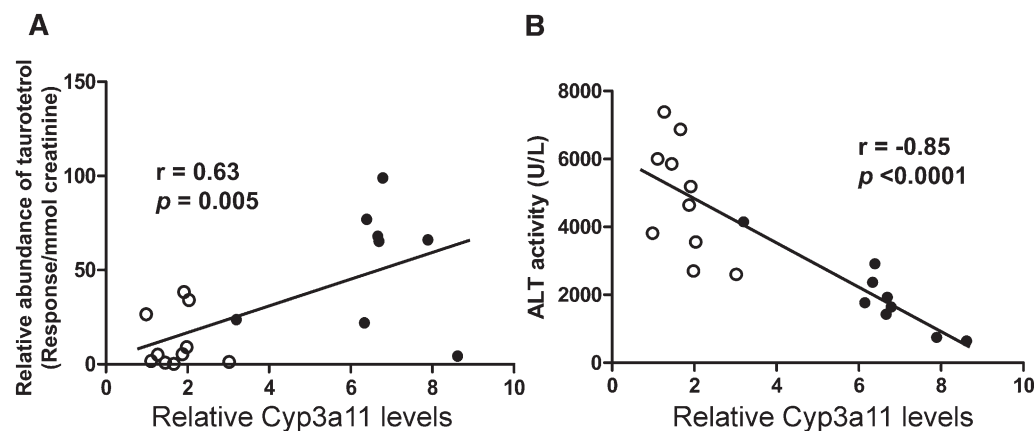 A
Relative abundance of taurotetrol
(Response/mmol creatinine)
150
100
50
0
r = 0.63
p = 0.005
0 2 4 6 8 10
Relative Cyp3a11 levels
B
ALT activity (U/L)
8000
6000
4000
2000
0
r = -0.85
p <0.0001
0 2 4 6 8 10
Relative Cyp3a11 levels